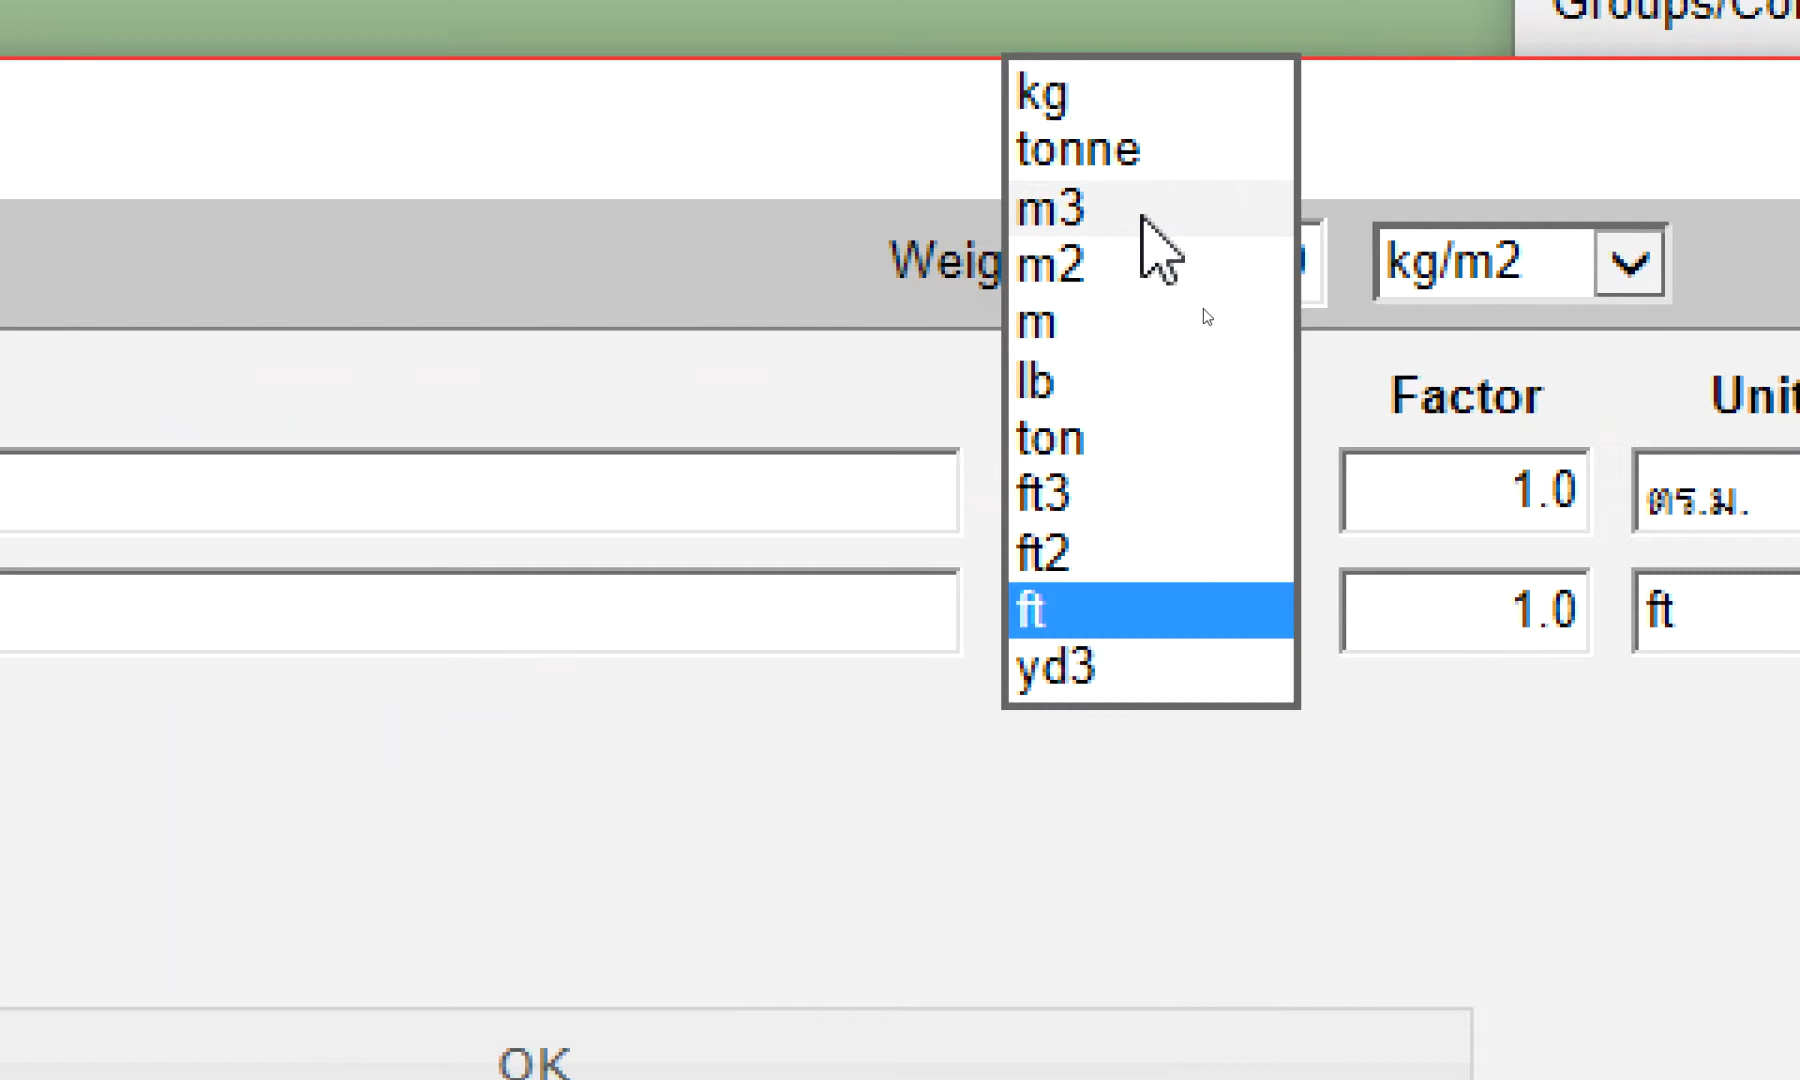 Groups/Co
kg
tonne
m3
Weig
m2
kg/m2
m
lb
Factor
Unit
ton
ft3
1.0
ตร.ม.
ft2
ft
1.0
ft
yd3
OK